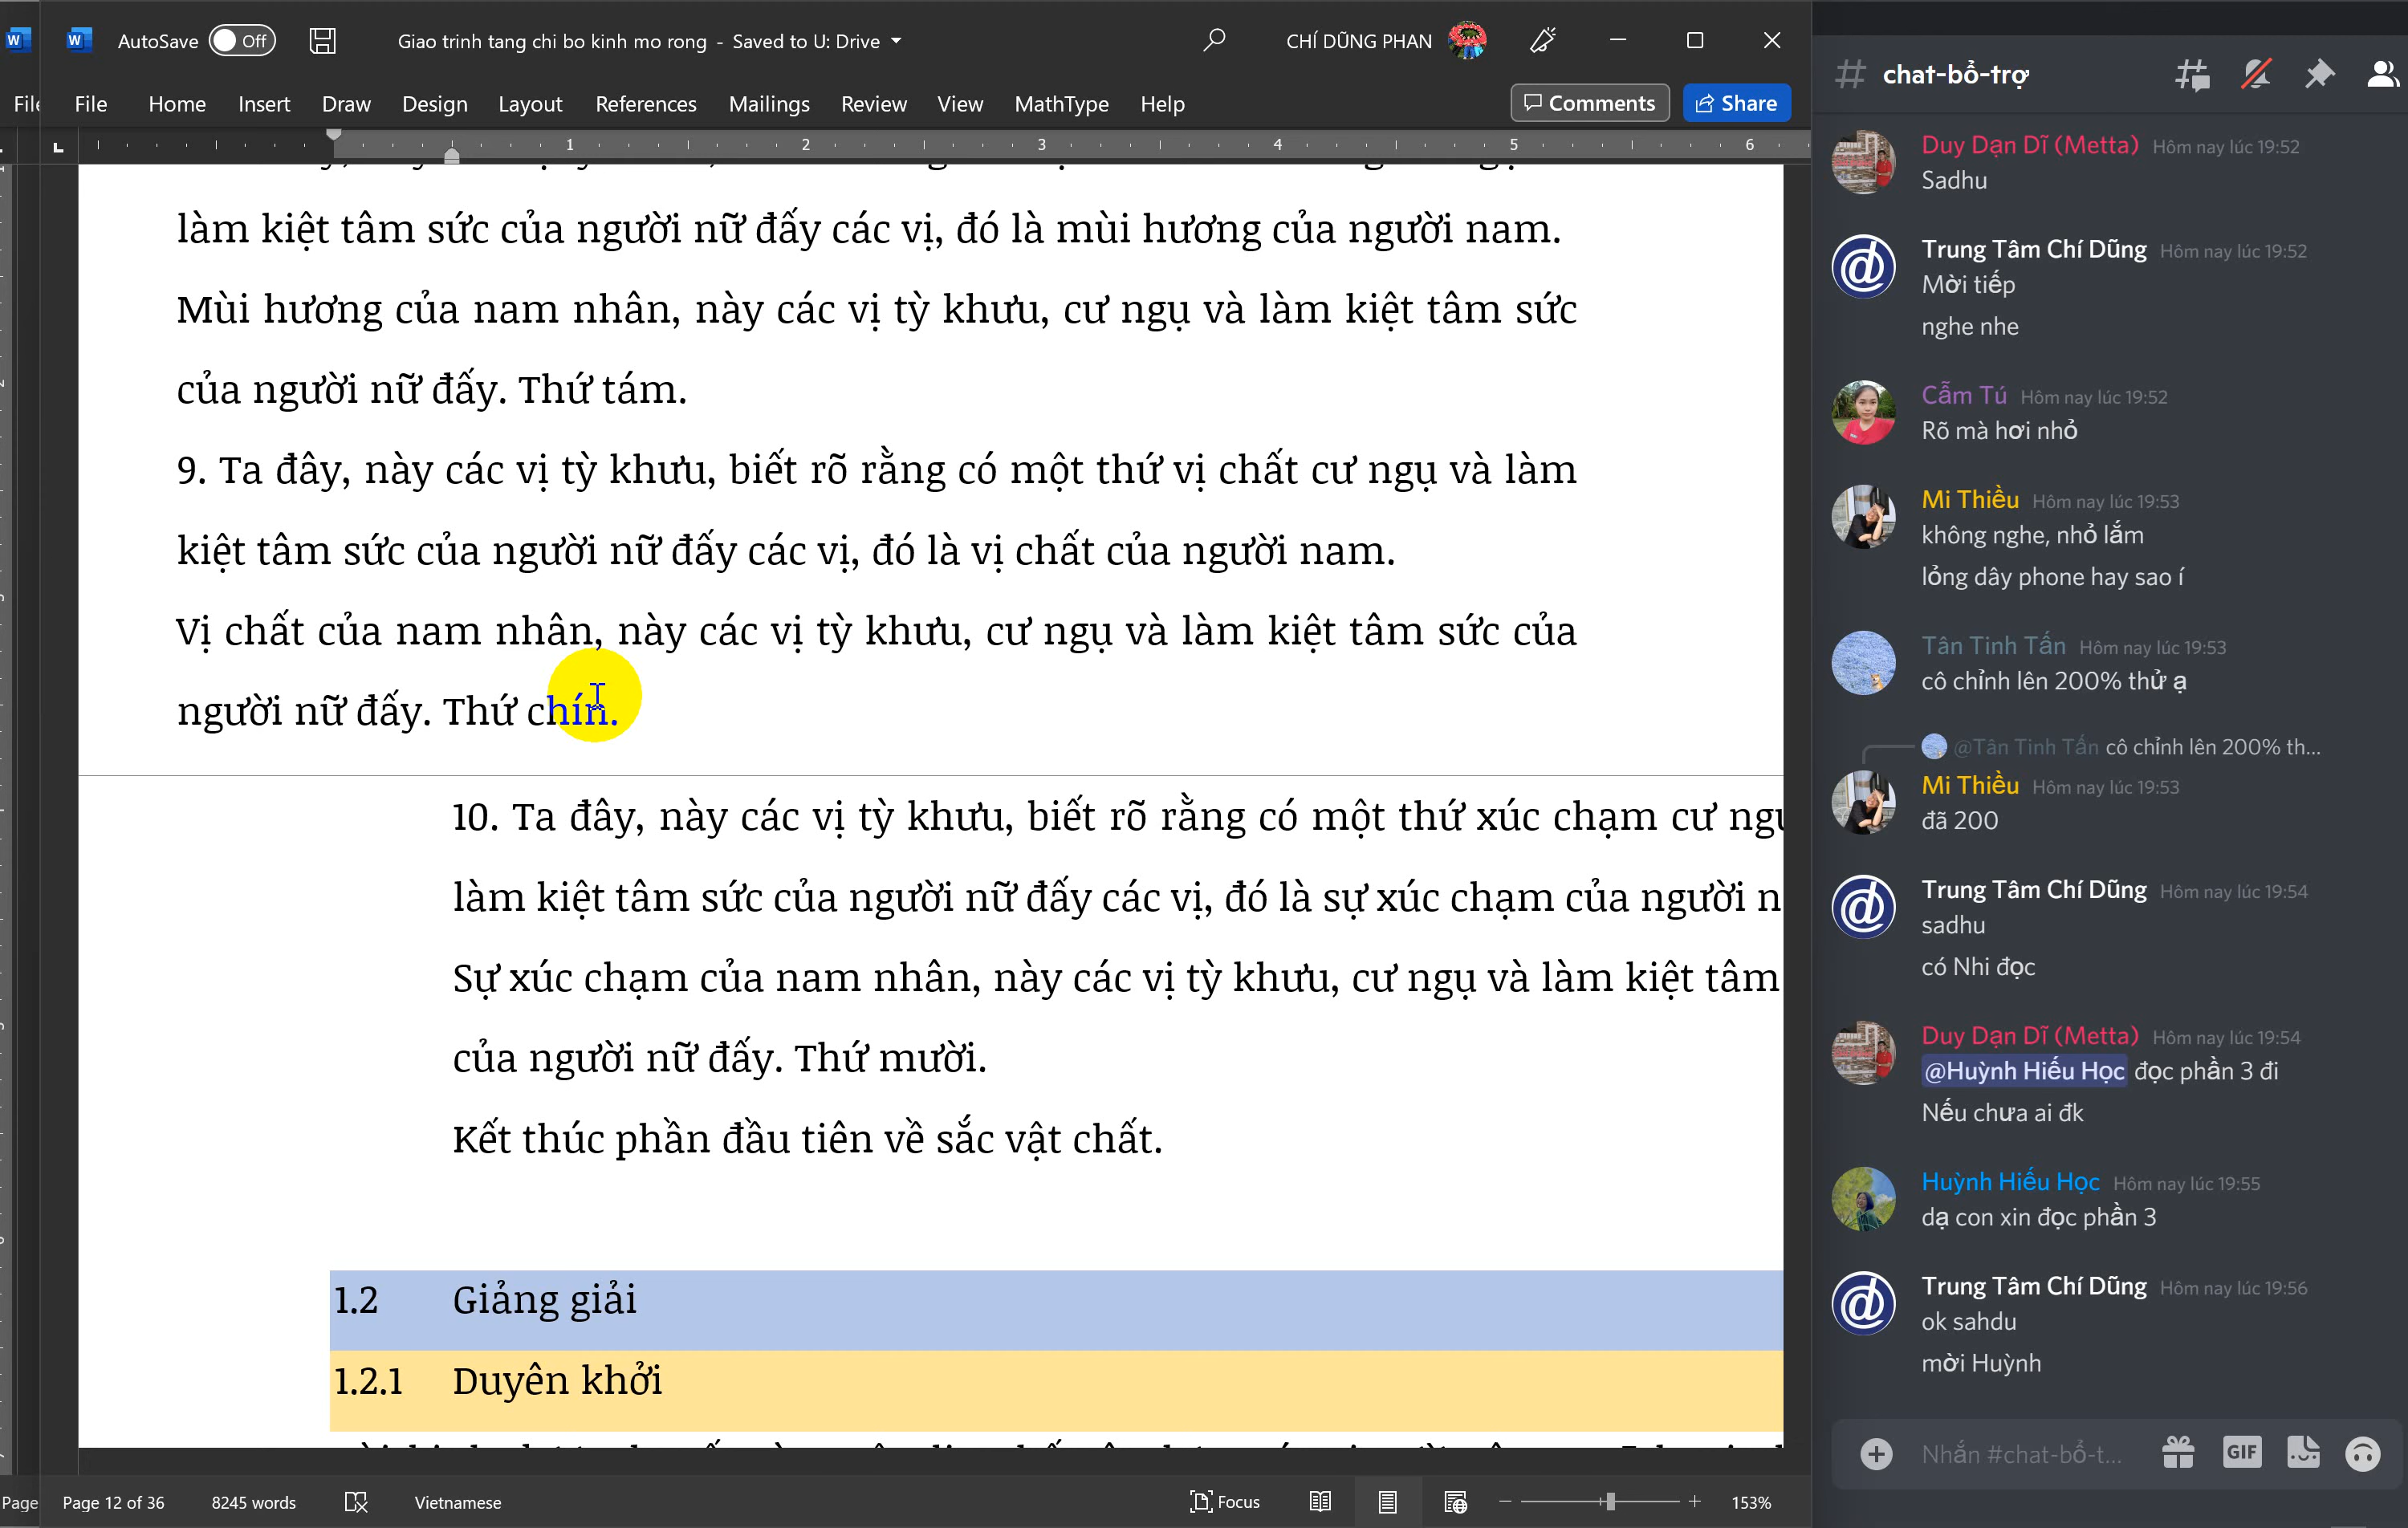 AutoSave Off Giao trinh tang chi bo kinh mo rong - Saved to U: Drive CHÍ DŨNG PHAN
File Home Insert Draw Design Layout References Mailings Review View MathType Help Comments Share
1 2 3 4 5 6
làm kiệt tâm sức của người nữ đấy các vị, đó là mùi hương của người nam.
Mùi hương của nam nhân, này các vị tỳ khưu, cư ngụ và làm kiệt tâm sức
của người nữ đấy. Thứ tám.
9. Ta đây, này các vị tỳ khưu, biết rõ rằng có một thứ vị chất cư ngụ và làm
kiệt tâm sức của người nữ đấy các vị, đó là vị chất của người nam.
Vị chất của nam nhân, này các vị tỳ khưu, cư ngụ và làm kiệt tâm sức của
người nữ đấy. Thứ chín.
10. Ta đây, này các vị tỳ khưu, biết rõ rằng có một thứ xúc chạm cư ngụ
làm kiệt tâm sức của người nữ đấy các vị, đó là sự xúc chạm của người n
Sự xúc chạm của nam nhân, này các vị tỳ khưu, cư ngụ và làm kiệt tâm
của người nữ đấy. Thứ mười.
Kết thúc phần đầu tiên về sắc vật chất.
1.2 Giảng giải
1.2.1 Duyên khởi
Page Page 12 of 36 8245 words Vietnamese Focus 153%
# chat-bổ-trợ
Duy Dạn Dĩ (Metta) Hôm nay lúc 19:52
Sadhu
Trung Tâm Chí Dũng Hôm nay lúc 19:52
Mời tiếp
nghe nhe
Cẫm Tú Hôm nay lúc 19:52
Rõ mà hơi nhỏ
Mi Thiều Hôm nay lúc 19:53
không nghe, nhỏ lắm
lỏng dây phone hay sao í
Tân Tinh Tấn Hôm nay lúc 19:53
cô chỉnh lên 200% thử ạ
@Tân Tinh Tấn cô chỉnh lên 200% th...
Mi Thiều Hôm nay lúc 19:53
đã 200
Trung Tâm Chí Dũng Hôm nay lúc 19:54
sadhu
có Nhi đọc
Duy Dạn Dĩ (Metta) Hôm nay lúc 19:54
@Huỳnh Hiếu Học đọc phần 3 đi
Nếu chưa ai đk
Huỳnh Hiếu Học Hôm nay lúc 19:55
dạ con xin đọc phần 3
Trung Tâm Chí Dũng Hôm nay lúc 19:56
ok sahdu
mời Huỳnh
Nhắn #chat-bổ-t... GIF